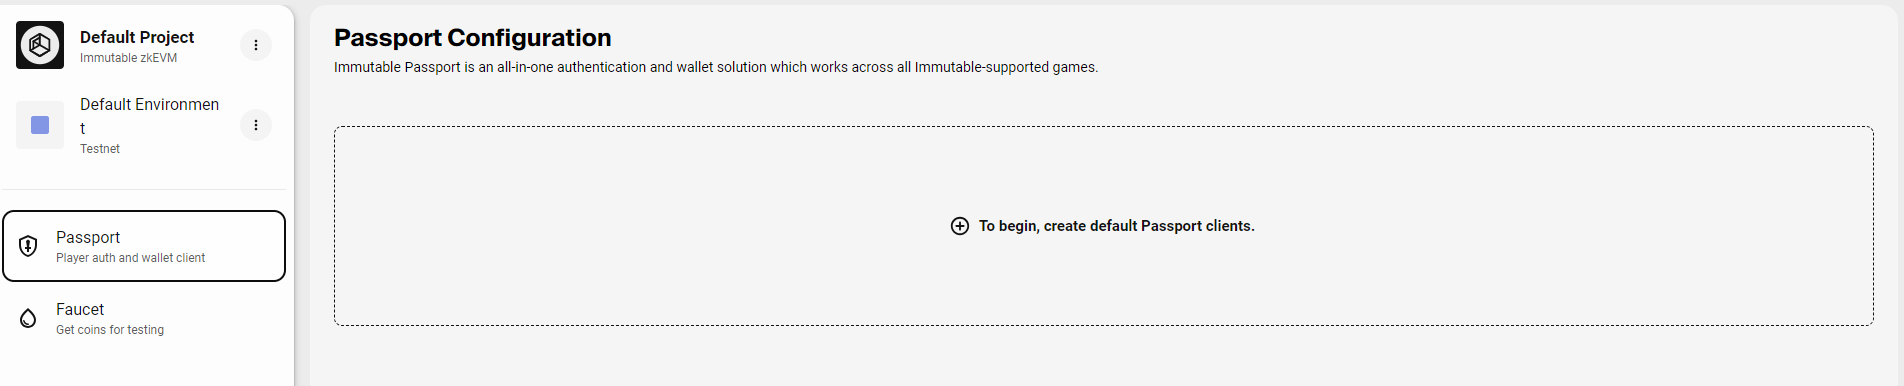 Default Project
Immutable zkEVM
Default Environmen
t
Testnet
Passport
Player auth and wallet client
Faucet
Get coins for testing
Passport Configuration
Immutable Passport is an all-in-one authentication and wallet solution which works across all Immutable-supported games.
To begin, create default Passport clients.